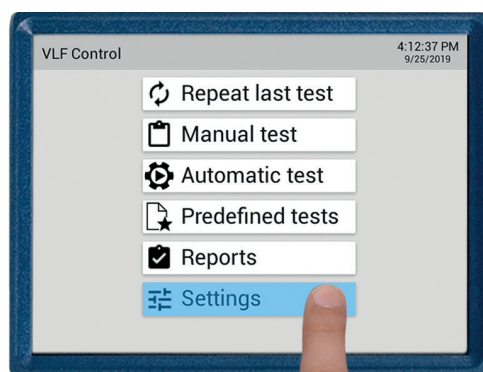 VLF Control
4:12:37 PM
9/25/2019
Repeat last test
Manual test
Automatic test
Predefined tests
Reports
Settings